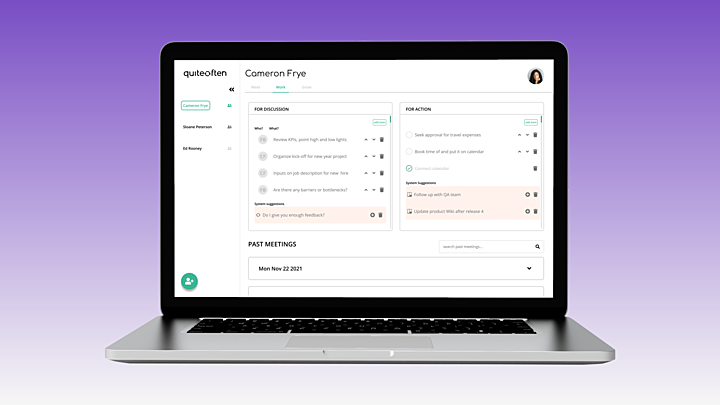 quiteoften
Cameron Frye
Work
Cameron Frye
Sloane Peterson
Ed Rooney
FOR DISCUSSION
Who? What?
Review KPIs, point high and low lights
Organize kick-off for new year project
Inputs on job description for new York
Are there any barriers or bottlenecks?
System suggestions
Do I give you enough feedback?
FOR ACTION
Seek approval for travel expenses
Book time of and put it on calendar
Connect calendar
System Suggestions
Follow up with QA team
Update product Wiki after release 4
PAST MEETINGS
search past meetings...
Mon Nov 22 2021